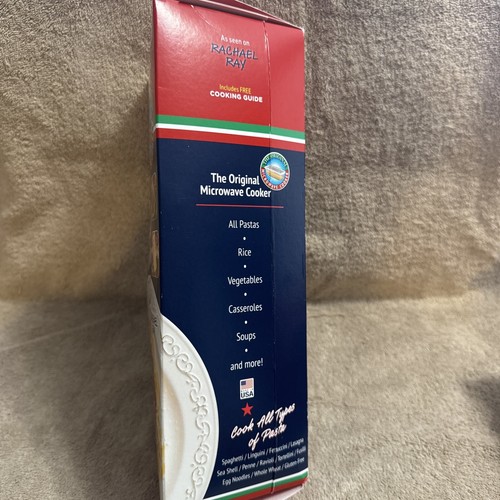 As seen on
RACHAEL
RAY
Includes FREE
COOKING GUIDE
The Original
Microwave Cooker
All Pastas
•
Rice
•
Vegetables
•
Casseroles
•
Soups
•
and more!
USA
Cook All Types
of Pasta
Spaghetti / Linguini / Fettuccini / Lasagna
Sea Shell / Penne / Ravioli / Tortellini / Fusilli
Egg Noodles / Whole Wheat / Gluten-Free